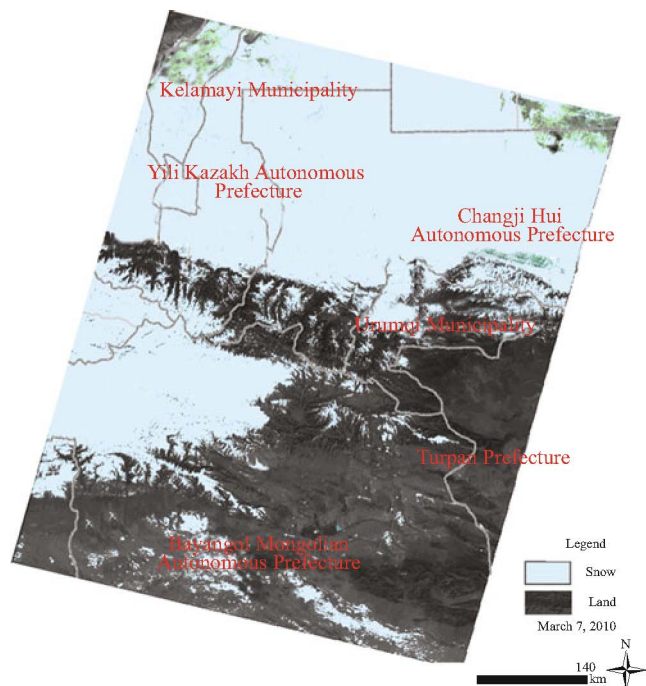 Kelamayi Municipality
Yili Kazakh Autonomous
Prefecture
Changji Hui
Autonomous Prefecture
Urumqi Municipality
Turpan Prefecture
Bayangol Mongolian
Autonomous Prefecture
Legend
Snow
Land
March 7, 2010
N
140
km